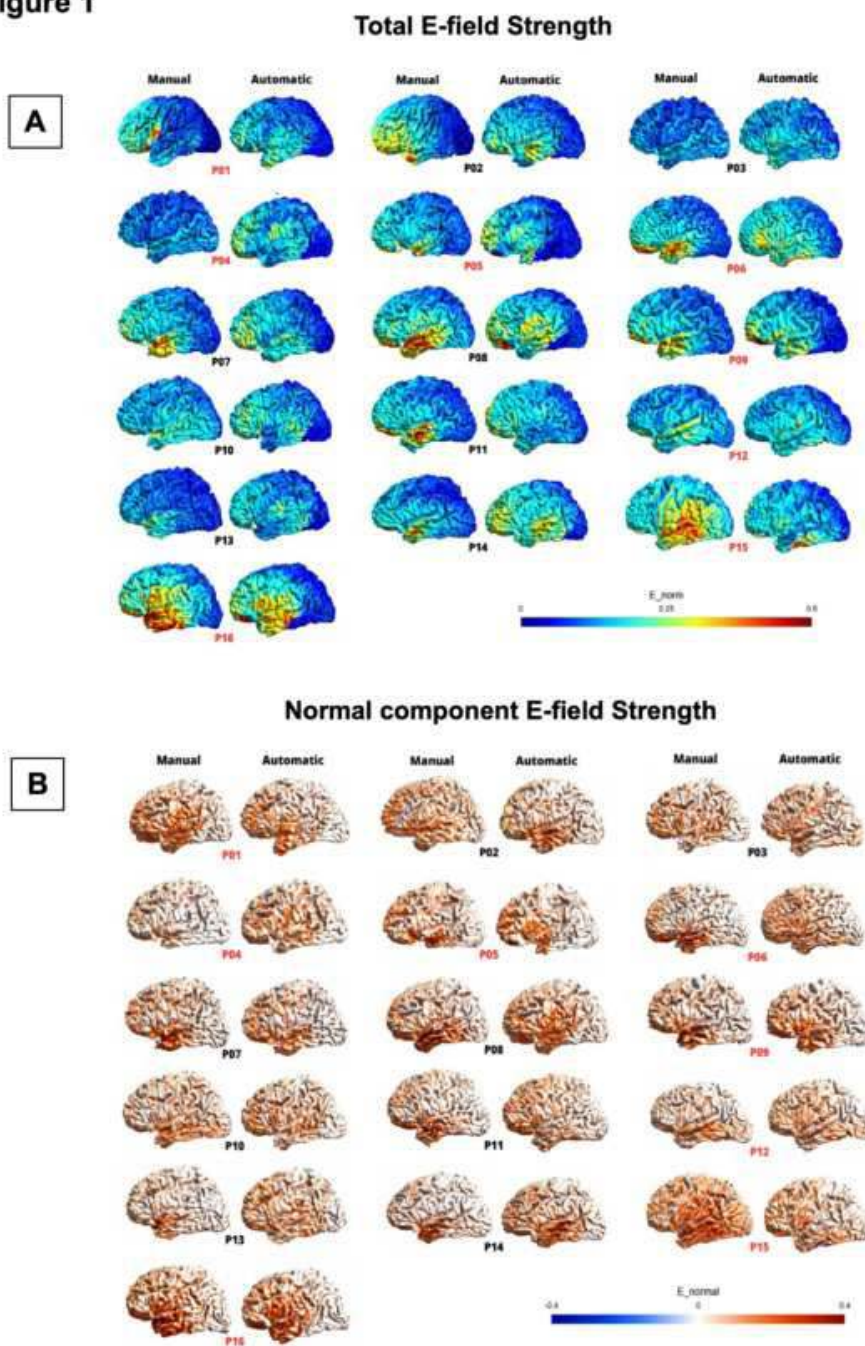 igure 1
Total E-field Strength
Manual Automatic Manual Automatic Manual Automatic
A
P01 P02 P03
P04 P05 P06
P07 P08 P09
P10 P11 P12
P13 P14 P15
P16
E_norm
0 0.25 0.5
Normal component E-field Strength
Manual Automatic Manual Automatic Manual Automatic
B
P01 P02 P03
P04 P05 P06
P07 P08 P09
P10 P11 P12
P13 P14 P15
P16
E_normal
-0.4 0 0.4